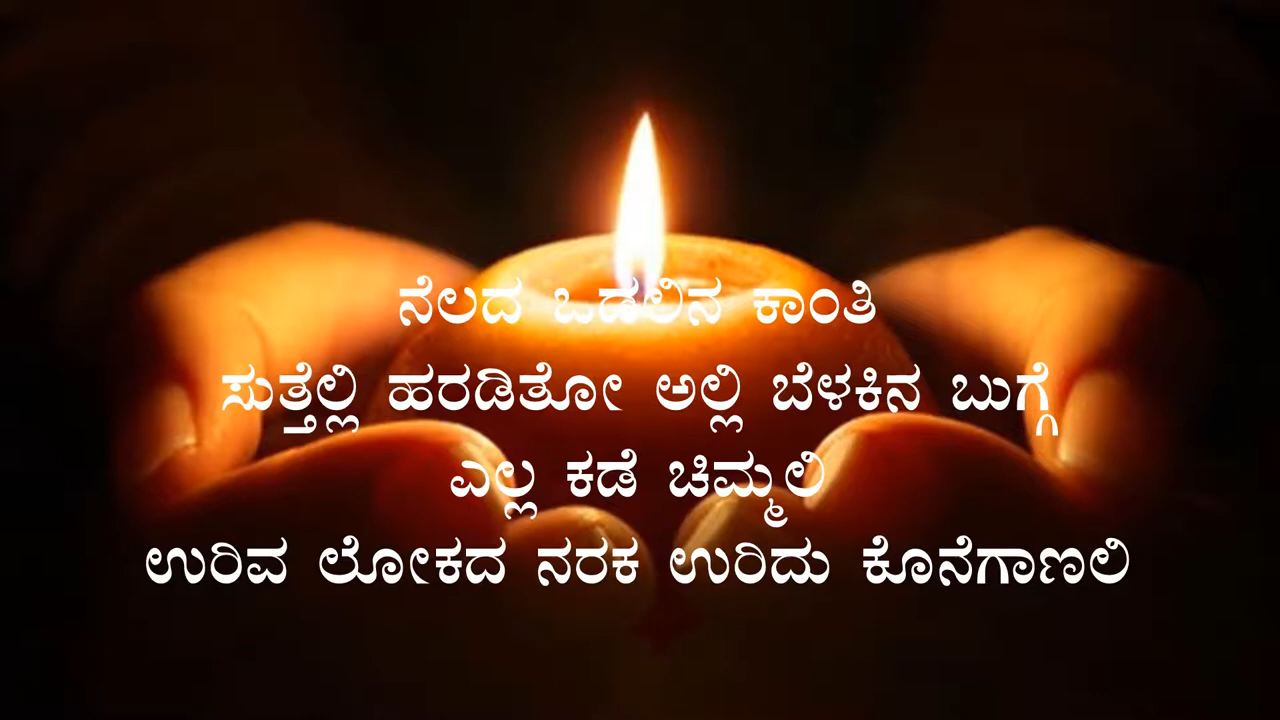 ನೆಲದ ಒಡಲಿನ ಕಾಂತಿ
ಸುತ್ತೆಲ್ಲಿ ಹರಡಿತೋ ಅಲ್ಲಿ ಬೆಳಕಿನ ಬುಗ್ಗೆ
ಎಲ್ಲ ಕಡೆ ಚಿಮ್ಮಲಿ
ಉರಿವ ಲೋಕದ ನರಕ ಉರಿದು ಕೊನೆಗಾಣಲಿ